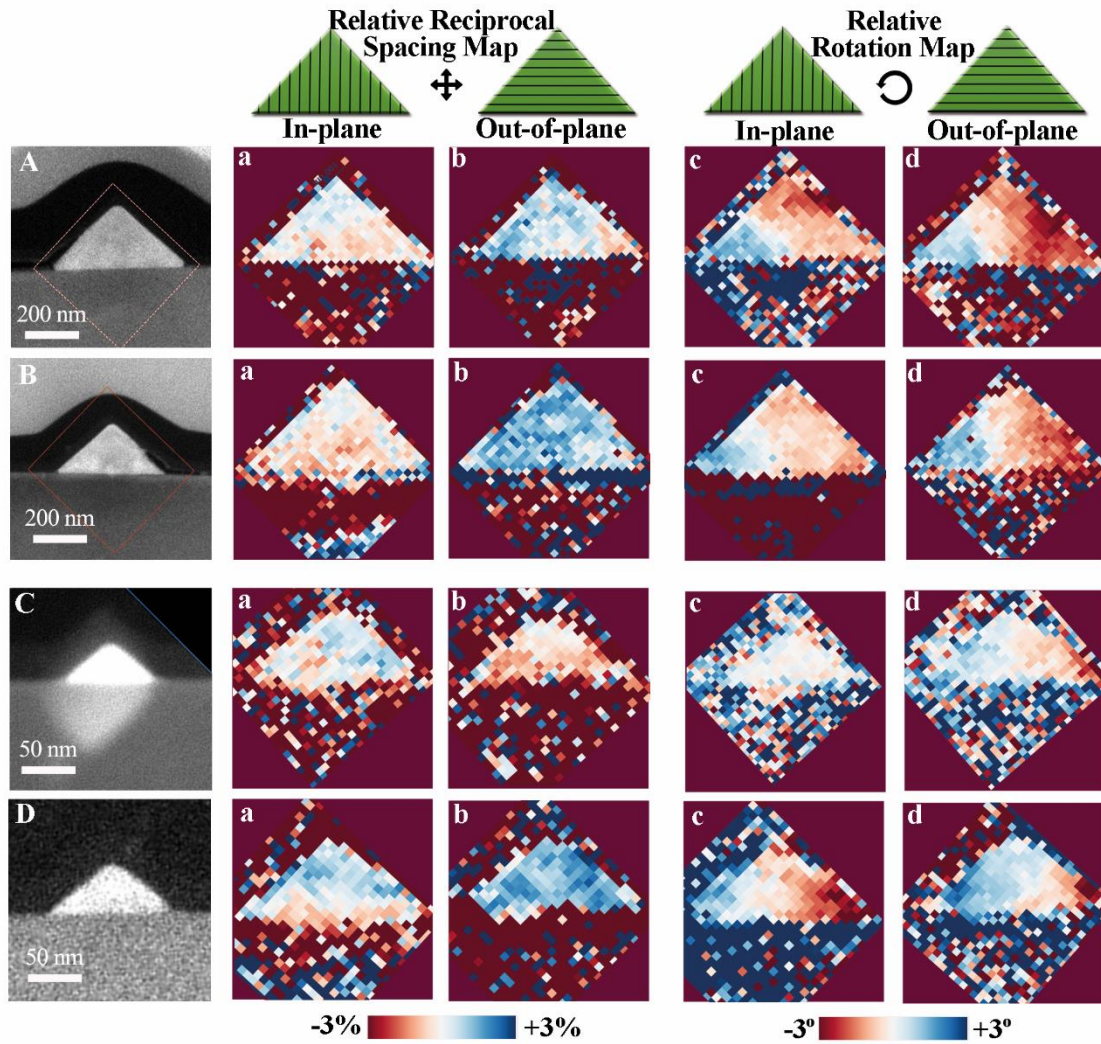 Relative Reciprocal
Spacing Map
In-plane
Out-of-plane
Relative
Rotation Map
In-plane
Out-of-plane
A
200 nm
a
b
c
d
B
200 nm
a
b
c
d
C
50 nm
a
b
c
d
D
50 nm
a
b
c
d
-3% +3%
-3º +3º